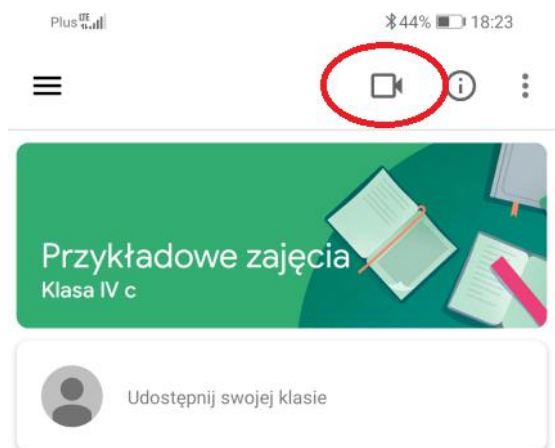 Plus LTE 44% 18:23
Przykładowe zajęcia
Klasa IV c
Udostępnij swojej klasie